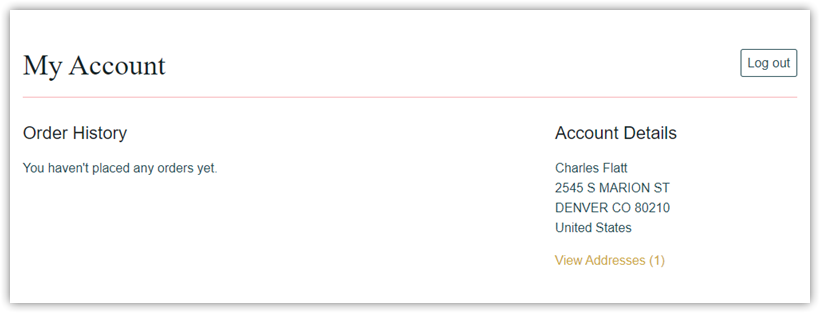 My Account
Log out
Order History
You haven't placed any orders yet.
Account Details
Charles Flatt
2545 S MARION ST
DENVER CO 80210
United States
View Addresses (1)